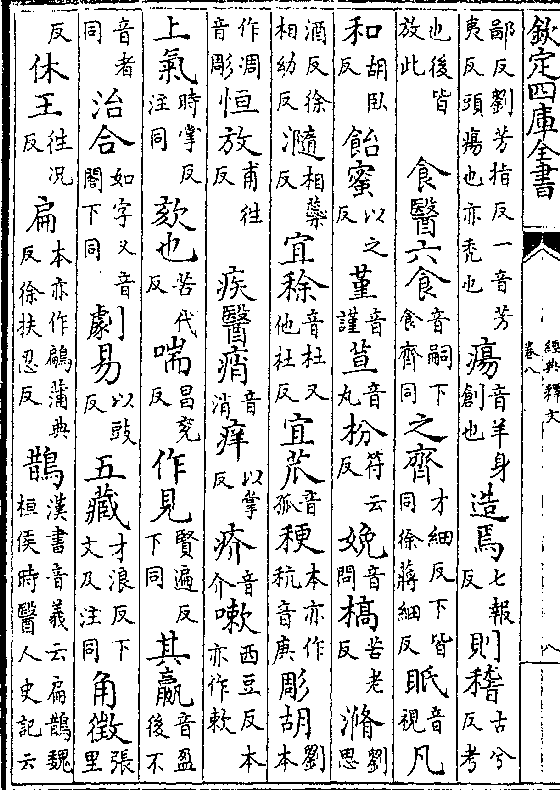 欽定四庫全書
經典釋文
卷八
八
鄙反劉芳指反一音芳夷反頭瘍也亦禿也瘍音羊身創也造焉七報反則稽古兮反考
也後皆放此食醫六食音嗣下食齊同之齊才細反下皆同徐蔣細反眡音視凡
和胡臥反飴蜜以之反菫音謹荁音丸枌符云反娩音問槁苦老反滫劉思
酒反徐相幼反瀡相蘂反宜稌音杜又他杜反宜苽音孤稉本亦作秔音庚彫胡劉本
作凋音彫恒放甫往反疾醫痟音消痒以掌反疥音介嗽西豆反本亦作欶
上氣時掌反注同欬也苦代反喘昌兖反作見賢遍反下同其贏音盈後不
音者同治合如字又音閤下同劇易以豉反五藏才浪反下文及注同角徵張里
反休王往況反扁本亦作鶣蒲典反徐扶忍反鵲漢書音義云扁鵲魏桓侯時醫人史記云